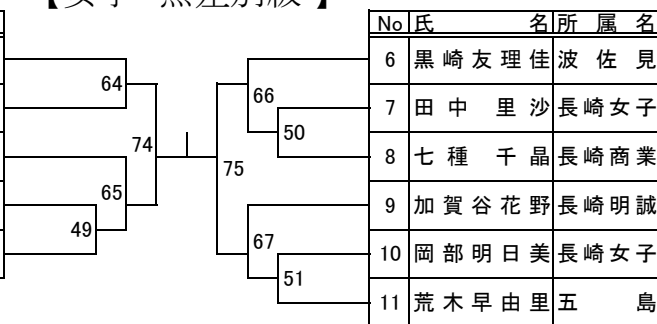 【女子 無差別級】
No 氏 名 所 属 名
6 黒崎友理佳 波佐見
7 田中 里沙 長崎女子
8 七種 千晶 長崎商業
9 加賀谷花野 長崎明誠
10 岡部明日美 長崎女子
11 荒木早由里 五 島
64
66
50
74
75
65
49
67
51